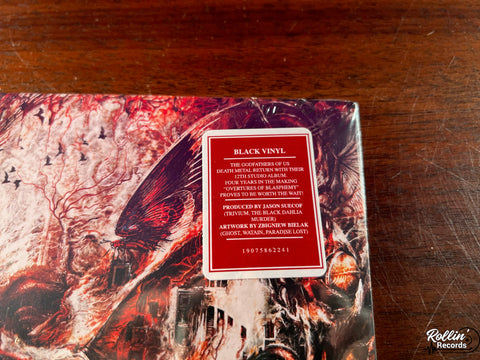 BLACK VINYL
THE GODFATHERS OF US
DEATH METAL RETURN WITH THEIR
12TH STUDIO ALBUM.
FOUR YEARS IN THE MAKING
"OVERTURES OF BLASPHEMY"
PROVES TO BE WORTH THE WAIT!
PRODUCED BY JASON SUECOF
(TRIVIUM, THE BLACK DAHLIA
MURDER)
ARTWORK BY ZBIGNIEW BIELAK
(GHOST, WATAIN, PARADISE LOST)
19075862241
Rollin'
Records